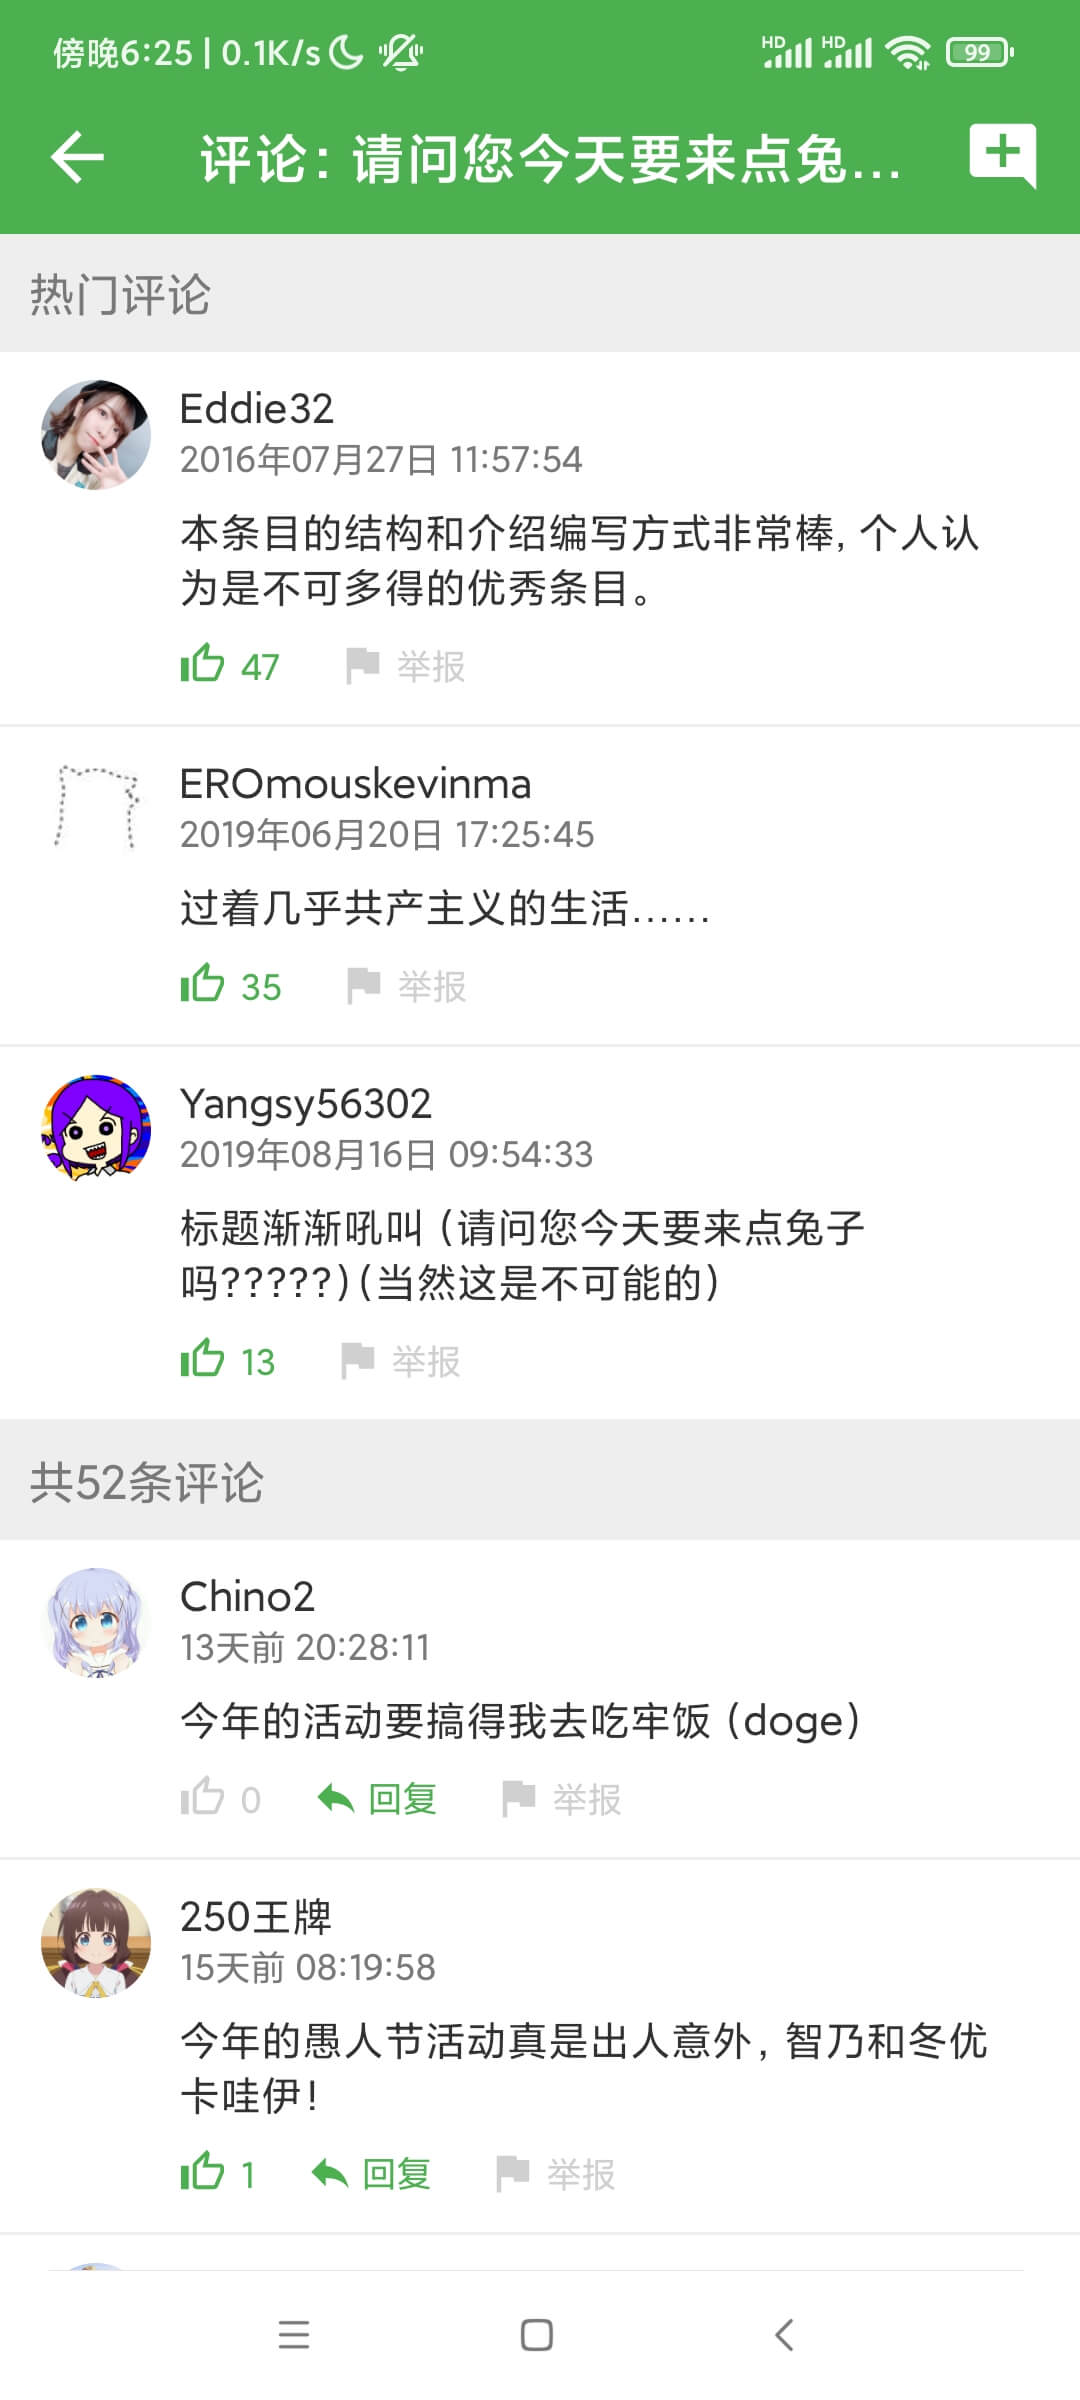 傍晚6:25 | 0.1K/s HD HD 99
评论：请问您今天要来点兔...
热门评论
Eddie32
2016年07月27日 11:57:54
本条目的结构和介绍编写方式非常棒，个人认
为是不可多得的优秀条目。
47 举报
EROmouskevinma
2019年06月20日 17:25:45
过着几乎共产主义的生活……
35 举报
Yangsy56302
2019年08月16日 09:54:33
标题渐渐吼叫（请问您今天要来点兔子
吗?????）（当然这是不可能的）
13 举报
共52条评论
Chino2
13天前 20:28:11
今年的活动要搞得我去吃牢饭（doge）
0 回复 举报
250王牌
15天前 08:19:58
今年的愚人节活动真是出人意外，智乃和冬优
卡哇伊！
1 回复 举报